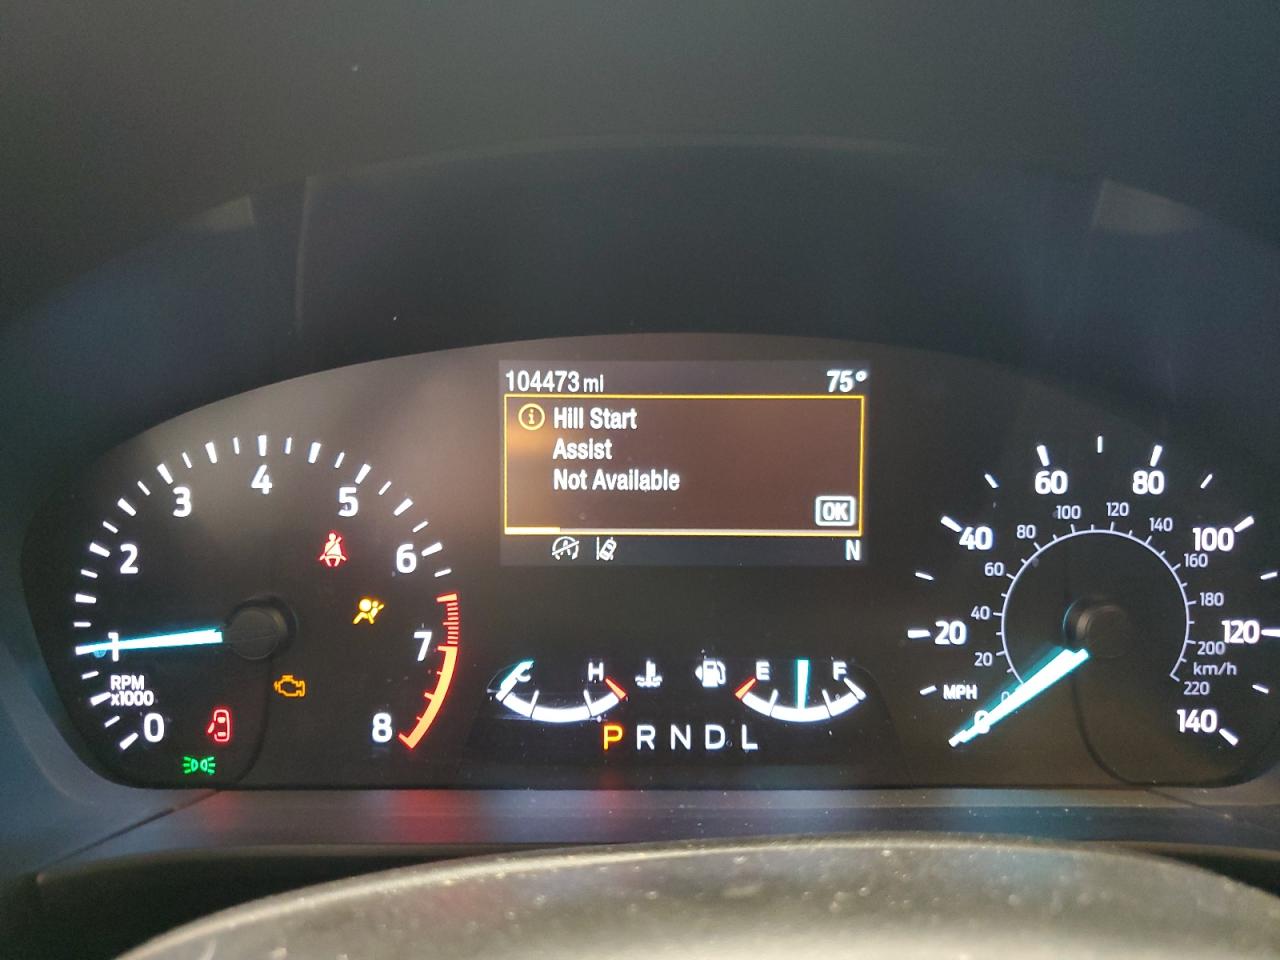 104473 mi 75°
Hill Start
Assist
Not Available
OK
N
0 1 2 3 4 5 6 7 8
RPM
x1000
C H E F
P R N D L
0 20 40 60 80 100 120 140
MPH
0 20 40 60 80 100 120 140 160 180 200 220
km/h